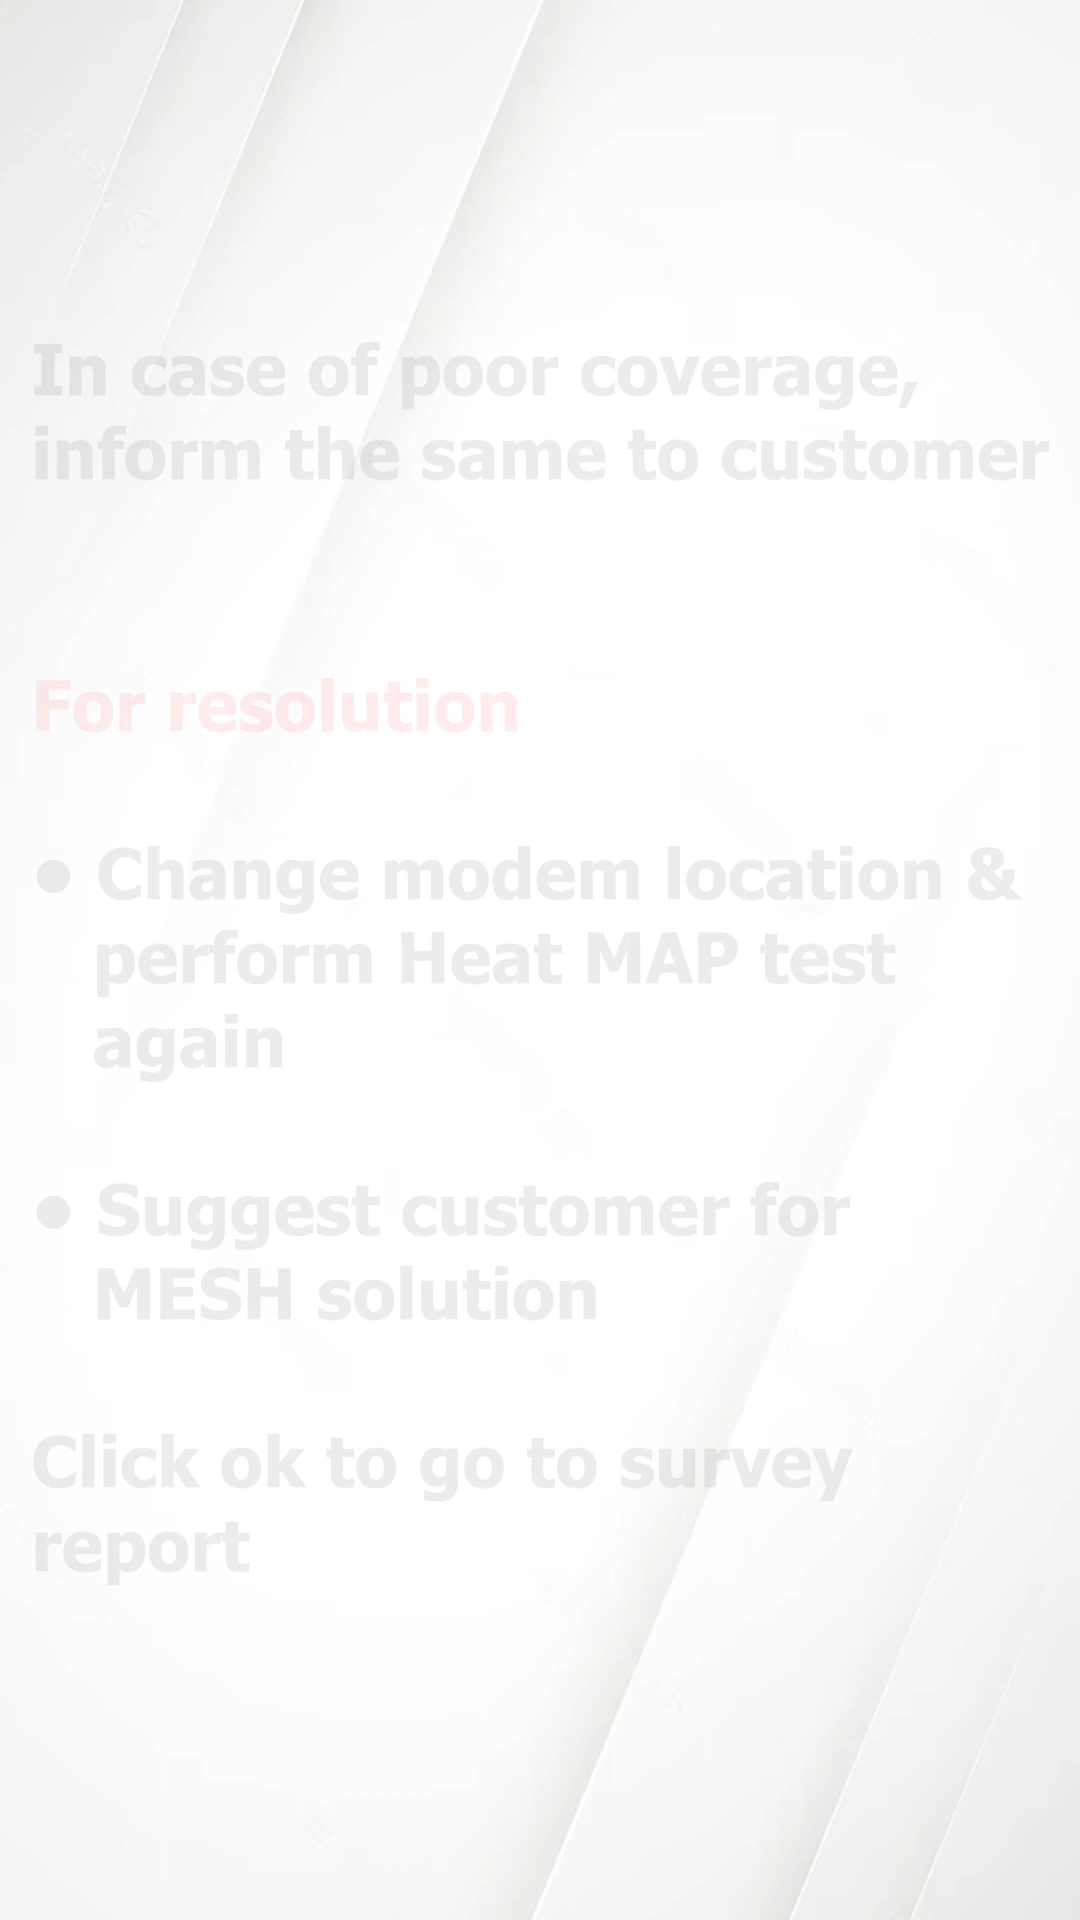 In case of poor coverage,
inform the same to customer
For resolution
• Change modem location &
perform Heat MAP test
again
• Suggest customer for
MESH solution
Click ok to go to survey
report